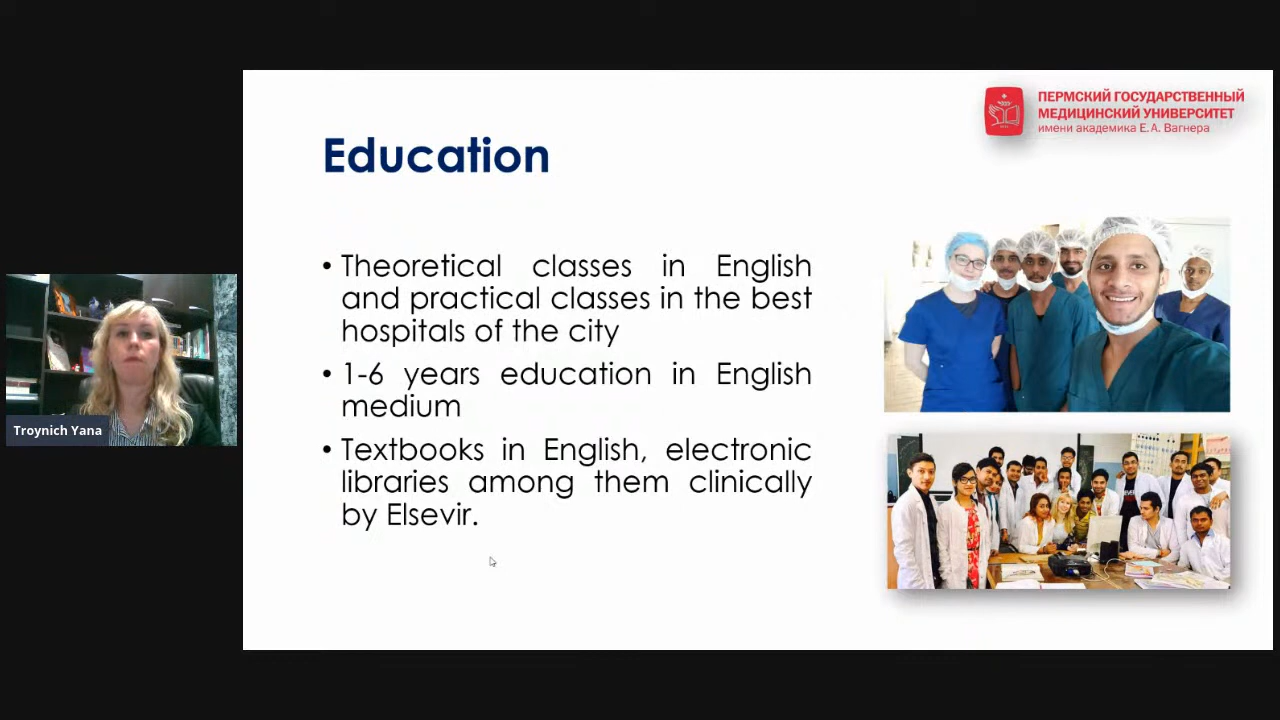 ПЕРМСКИЙ ГОСУДАРСТВЕННЫЙ
МЕДИЦИНСКИЙ УНИВЕРСИТЕТ
имени академика Е.А. Вагнера
Education
• Theoretical classes in English
and practical classes in the best
hospitals of the city
• 1-6 years education in English
medium
• Textbooks in English, electronic
libraries among them clinically
by Elsevir.
Troynich Yana